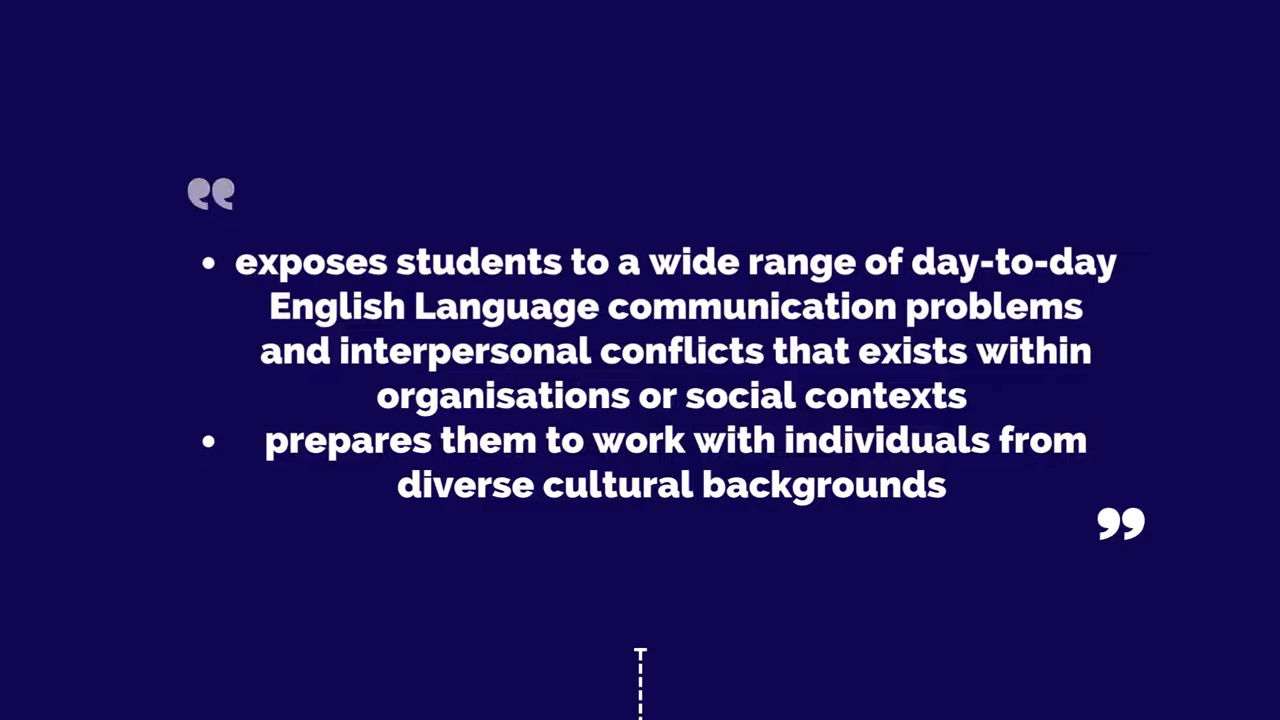 “
• exposes students to a wide range of day-to-day
English Language communication problems
and interpersonal conflicts that exists within
organisations or social contexts
• prepares them to work with individuals from
diverse cultural backgrounds
”